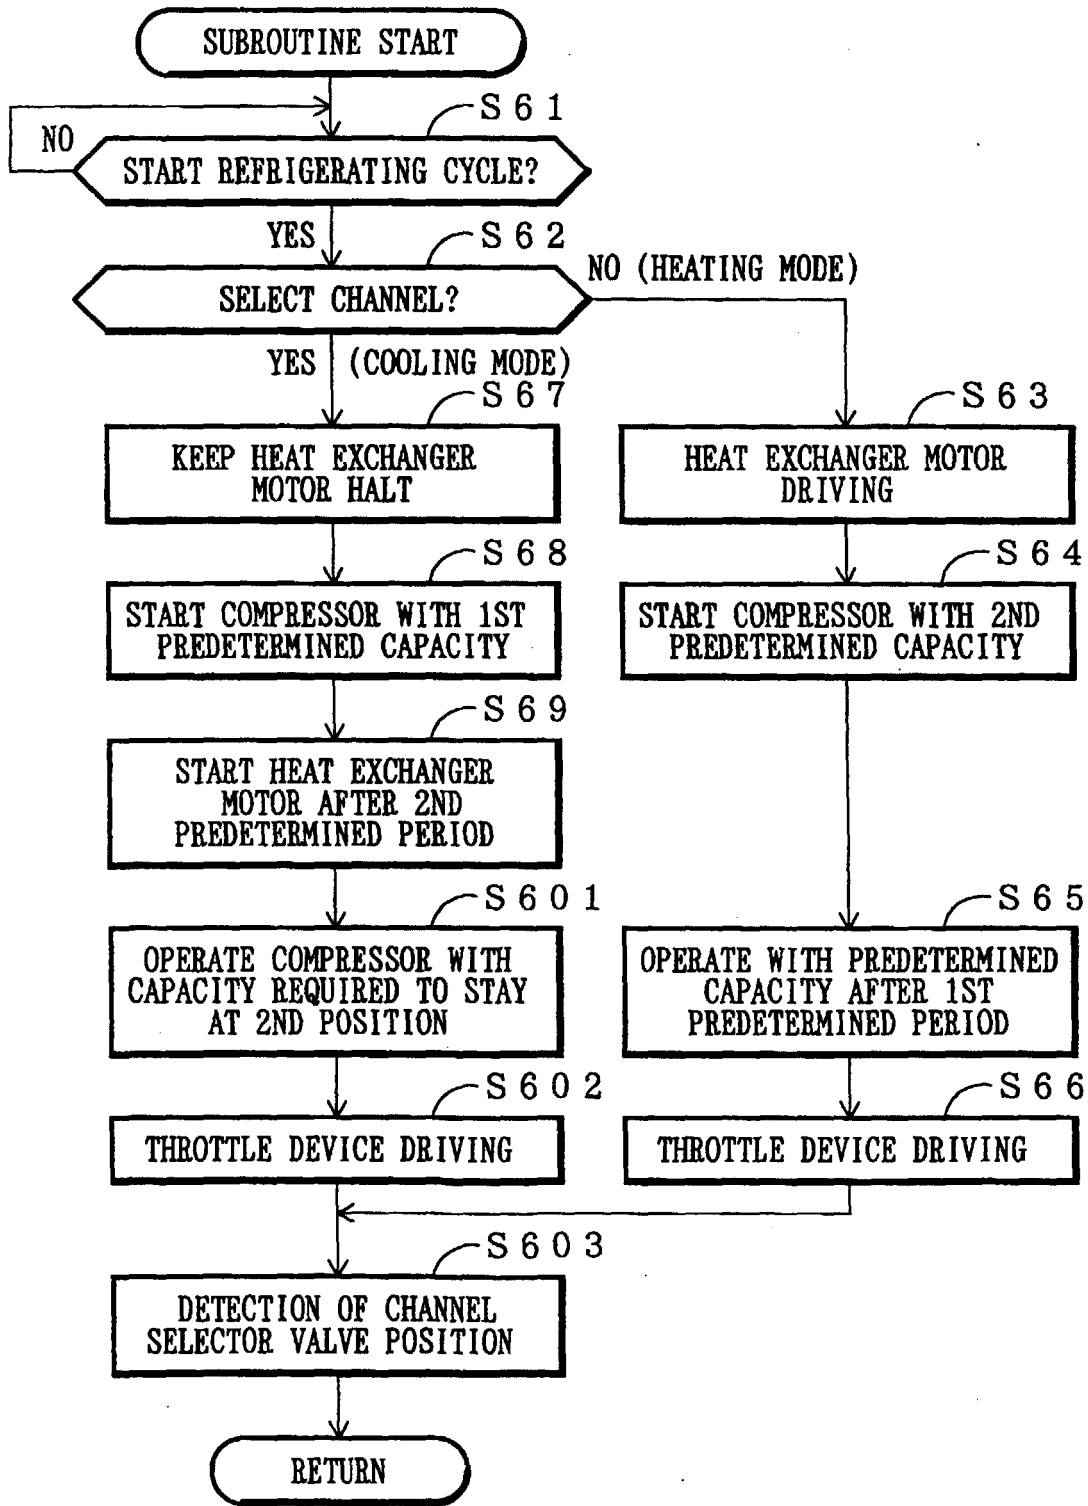 SUBROUTINE START
S61
NO
START REFRIGERATING CYCLE?
YES
S62
SELECT CHANNEL?
NO (HEATING MODE)
YES (COOLING MODE)
S67
KEEP HEAT EXCHANGER
MOTOR HALT
S63
HEAT EXCHANGER MOTOR
DRIVING
S68
START COMPRESSOR WITH 1ST
PREDETERMINED CAPACITY
S64
START COMPRESSOR WITH 2ND
PREDETERMINED CAPACITY
S69
START HEAT EXCHANGER
MOTOR AFTER 2ND
PREDETERMINED PERIOD
S601
OPERATE COMPRESSOR WITH
CAPACITY REQUIRED TO STAY
AT 2ND POSITION
S65
OPERATE WITH PREDETERMINED
CAPACITY AFTER 1ST
PREDETERMINED PERIOD
S602
THROTTLE DEVICE DRIVING
S66
THROTTLE DEVICE DRIVING
S603
DETECTION OF CHANNEL
SELECTOR VALVE POSITION
RETURN